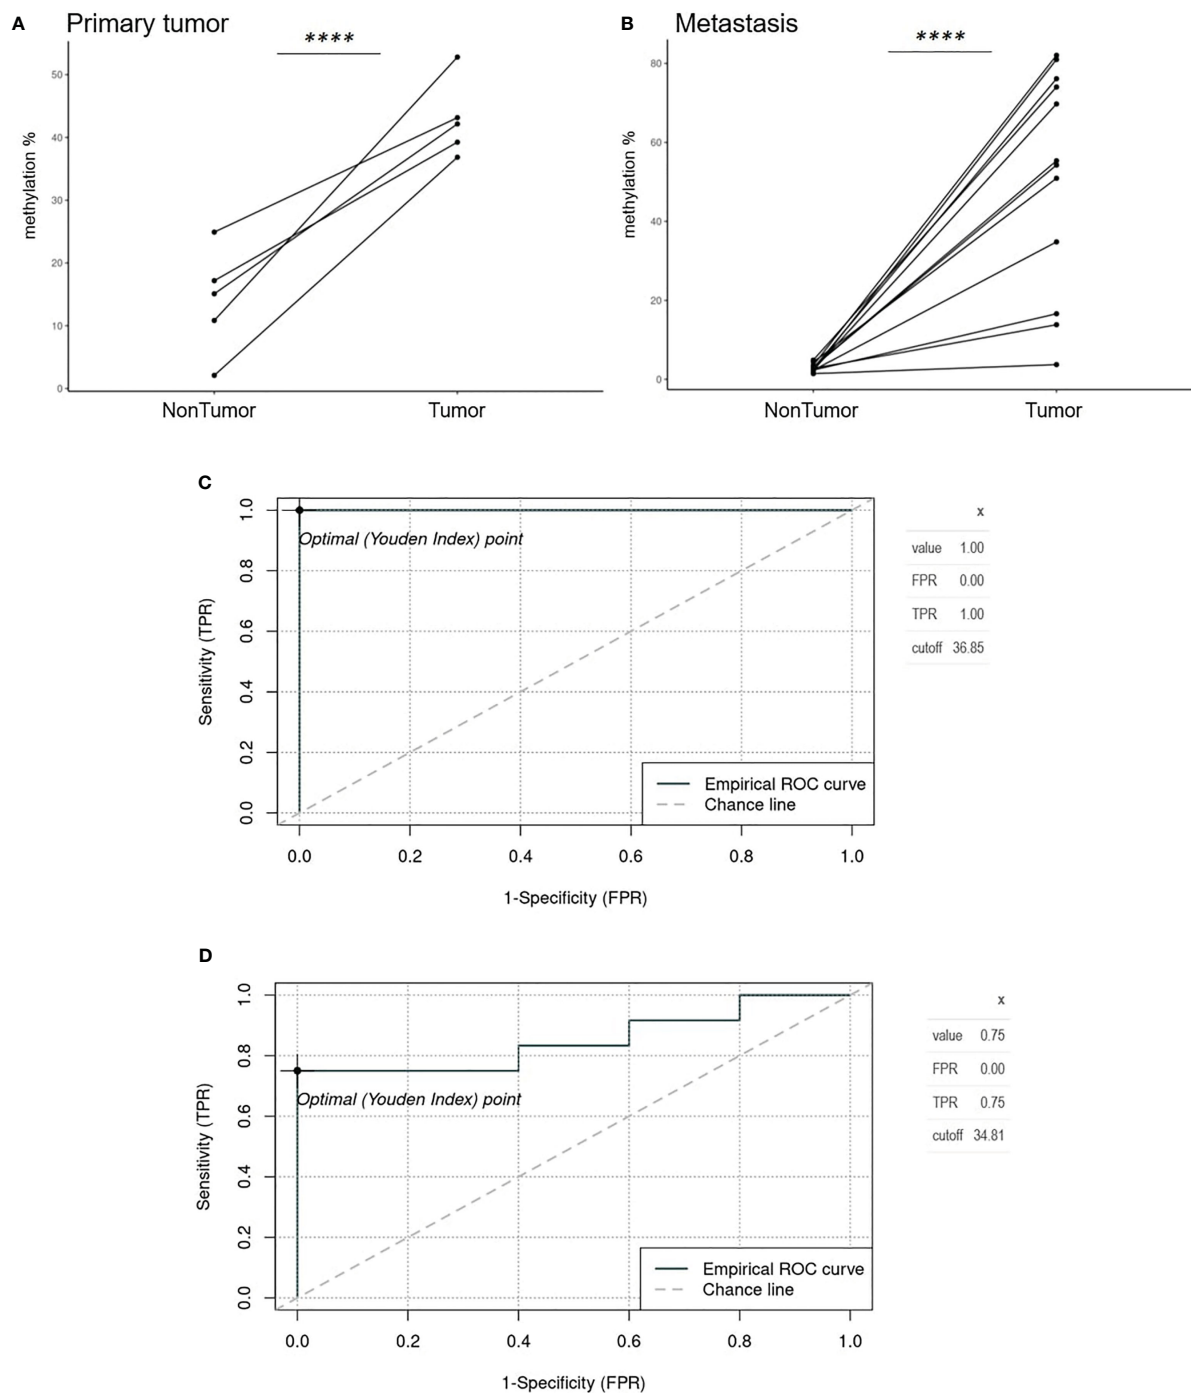 A Primary tumor
****
methylation %
50
40
30
20
10
0
NonTumor Tumor
B Metastasis
****
methylation %
80
60
40
20
0
NonTumor Tumor
C
Sensitivity (TPR)
1.0
0.8
0.6
0.4
0.2
0.0
Optimal (Youden Index) point
Empirical ROC curve
Chance line
0.0 0.2 0.4 0.6 0.8 1.0
1-Specificity (FPR)
x
value 1.00
FPR 0.00
TPR 1.00
cutoff 36.85
D
Sensitivity (TPR)
1.0
0.8
0.6
0.4
0.2
0.0
Optimal (Youden Index) point
Empirical ROC curve
Chance line
0.0 0.2 0.4 0.6 0.8 1.0
1-Specificity (FPR)
x
value 0.75
FPR 0.00
TPR 0.75
cutoff 34.81